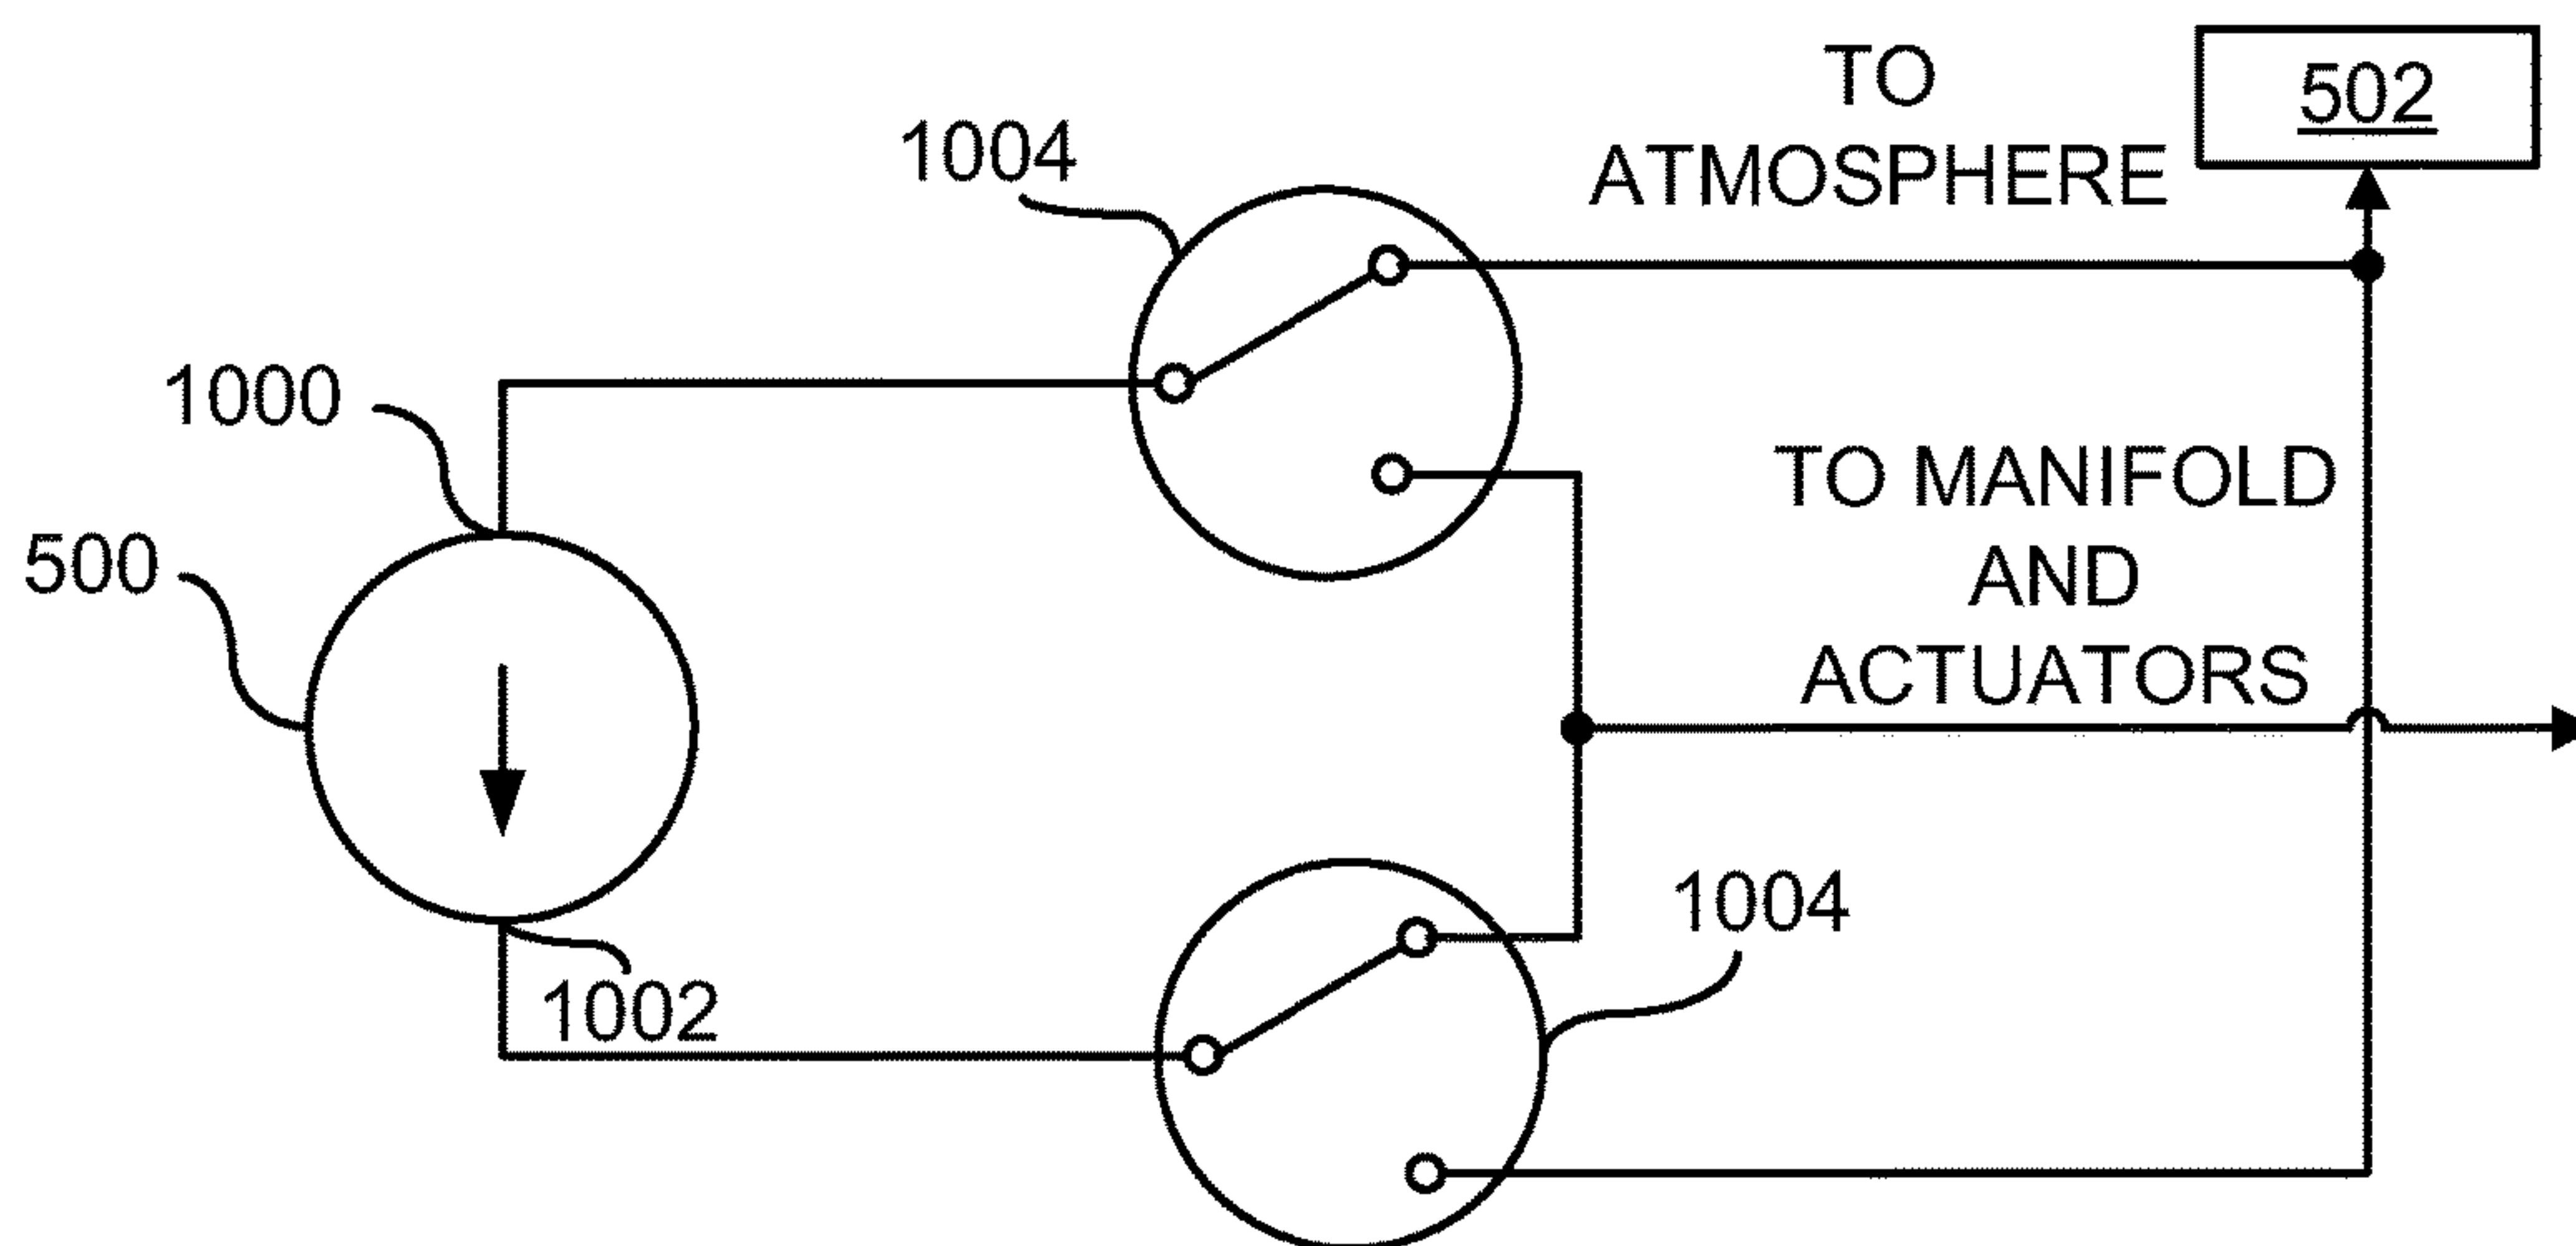 TO
ATMOSPHERE
502
1004
1000
500
TO MANIFOLD
AND
ACTUATORS
1004
1002